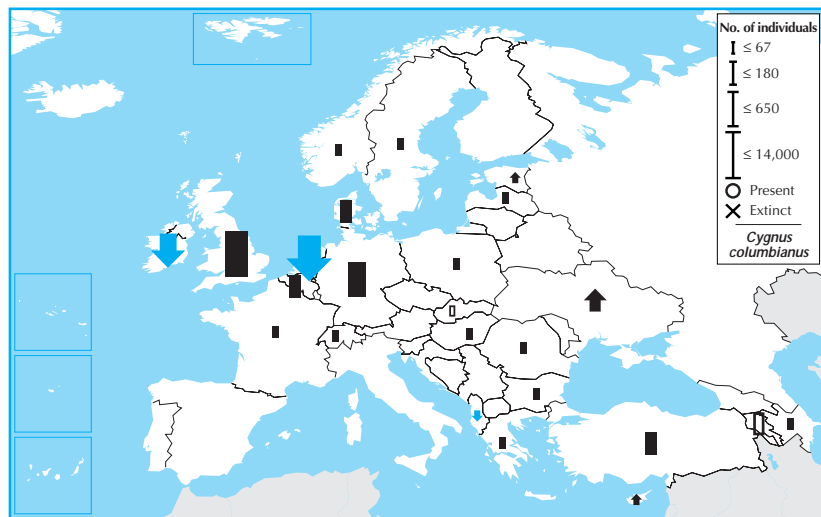 No. of individuals
≤ 67
≤ 180
≤ 650
≤ 14,000
Present
Extinct
Cygnus
columbianus